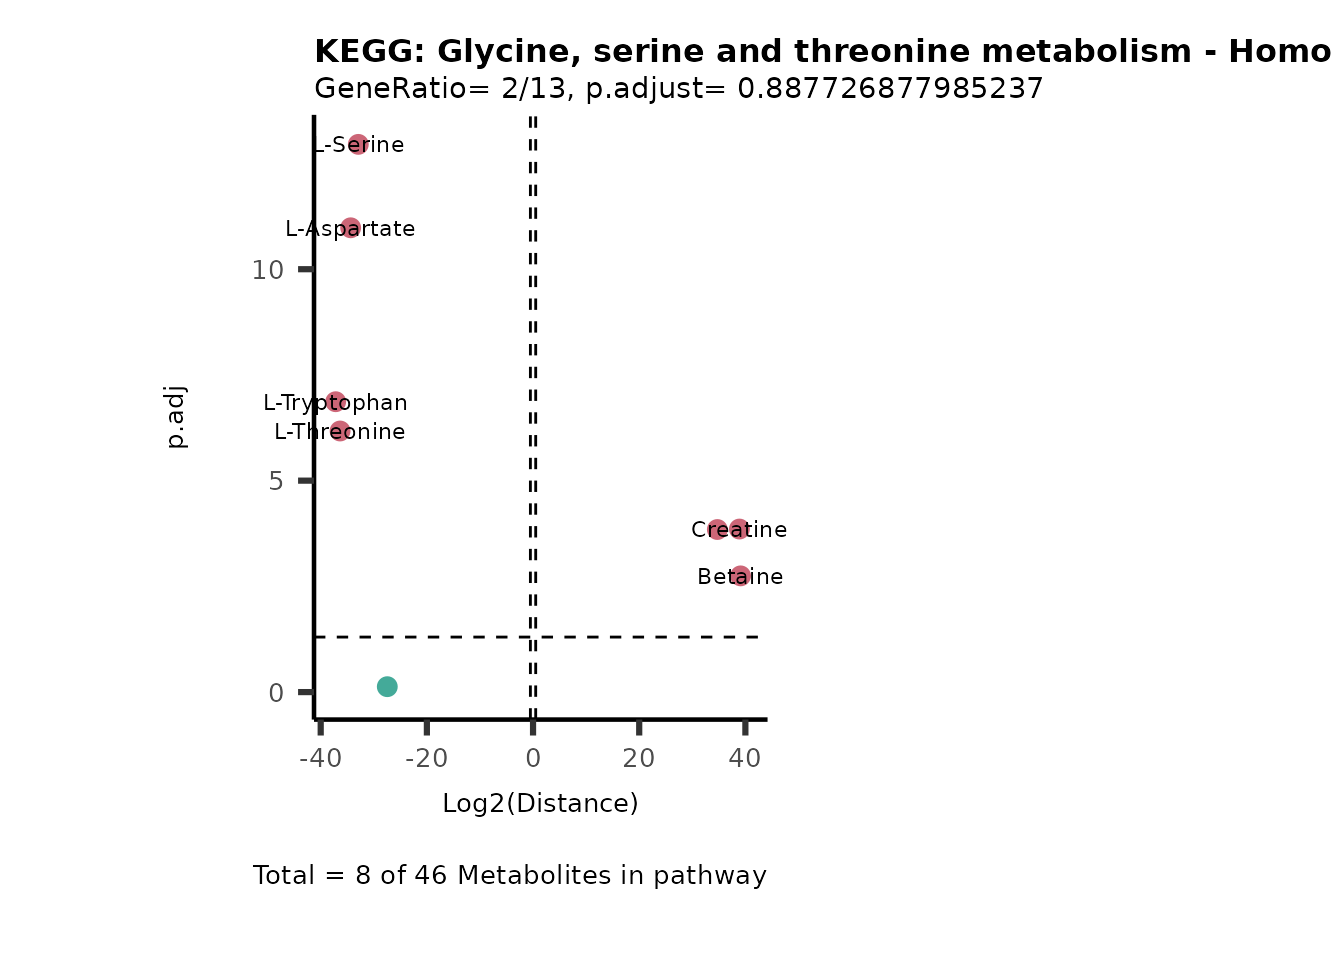 KEGG: Glycine, serine and threonine metabolism - Homo
GeneRatio= 2/13, p.adjust= 0.887726877985237
L-Serine
L-Aspartate
10
L-Tryptophan
p.adj
L-Threonine
5
Creatine
Betaine
0
-40 -20 0 20 40
Log2(Distance)
Total = 8 of 46 Metabolites in pathway